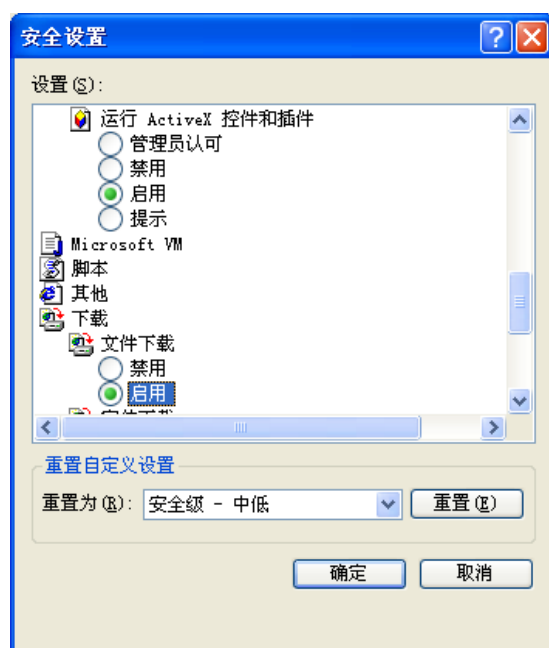 安全设置
设置(S):
运行 ActiveX 控件和插件
管理员认可
禁用
启用
提示
Microsoft VM
脚本
其他
下载
文件下载
禁用
启用
重置自定义设置
重置为(R): 安全级 - 中低 重置(E)
确定 取消